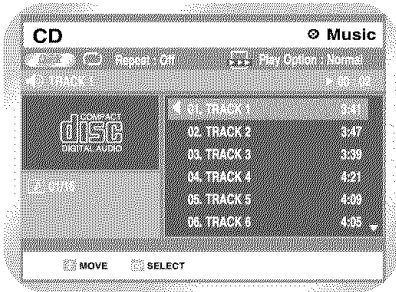 CD
Music
Repeat : Off
Play Option : Normal
TRACK 1
00 : 02
COMPACT
disc
DIGITAL AUDIO
01/16
01. TRACK 1 3:41
02. TRACK 2 3:47
03. TRACK 3 3:39
04. TRACK 4 4:21
05. TRACK 5 4:09
06. TRACK 6 4:05
MOVE SELECT